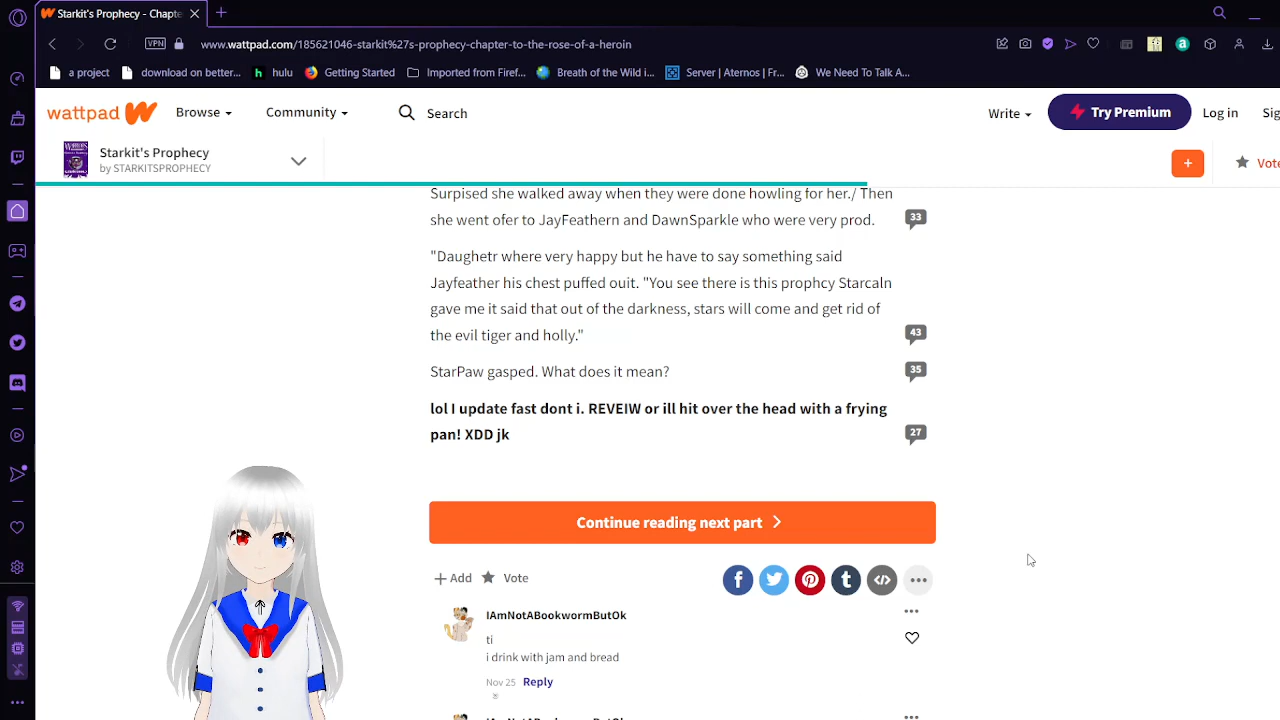 Starkit's Prophecy - Chapte
VPN
www.wattpad.com/185621046-starkit%27s-prophecy-chapter-to-the-rose-of-a-heroin
a project
download on better...
hulu
Getting Started
Imported from Firef...
Breath of the Wild i...
Server | Aternos | Fr...
We Need To Talk A...
wattpad
Browse
Community
Search
Write
Try Premium
Log in
Sig
Starkit's Prophecy
by STARKITSPROPHECY
+
Vote
Surpised she walked away when they were done howling for her./ Then
she went ofer to JayFeathern and DawnSparkle who were very prod.
33
"Daughetr where very happy but he have to say something said
Jayfeather his chest puffed ouit. "You see there is this prophcy Starcaln
gave me it said that out of the darkness, stars will come and get rid of
the evil tiger and holly."
43
StarPaw gasped. What does it mean?
35
lol I update fast dont i. REVEIW or ill hit over the head with a frying
pan! XDD jk
27
Continue reading next part
+ Add
Vote
IAmNotABookwormButOk
ti
i drink with jam and bread
Nov 25
Reply